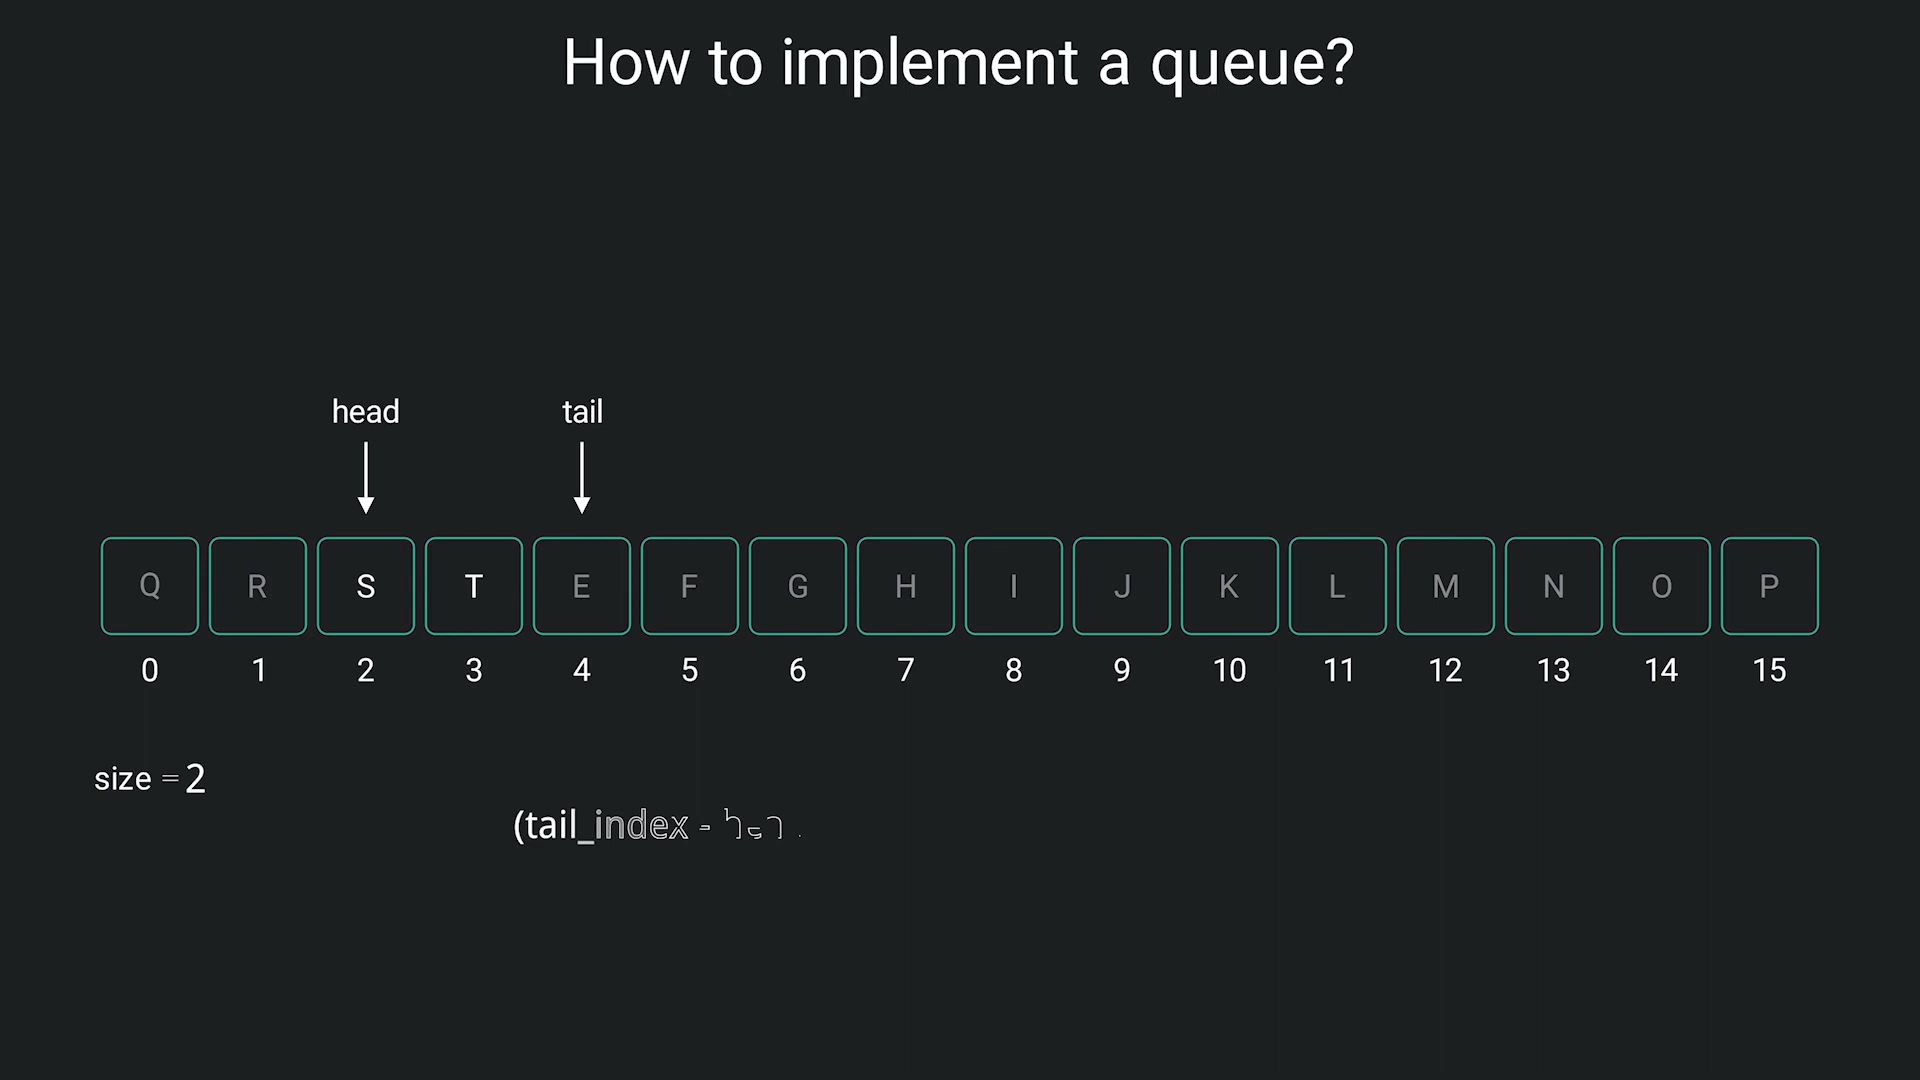 How to implement a queue?
head tail
Q R S T E F G H I J K L M N O P
0 1 2 3 4 5 6 7 8 9 10 11 12 13 14 15
size = 2
(tail_index -